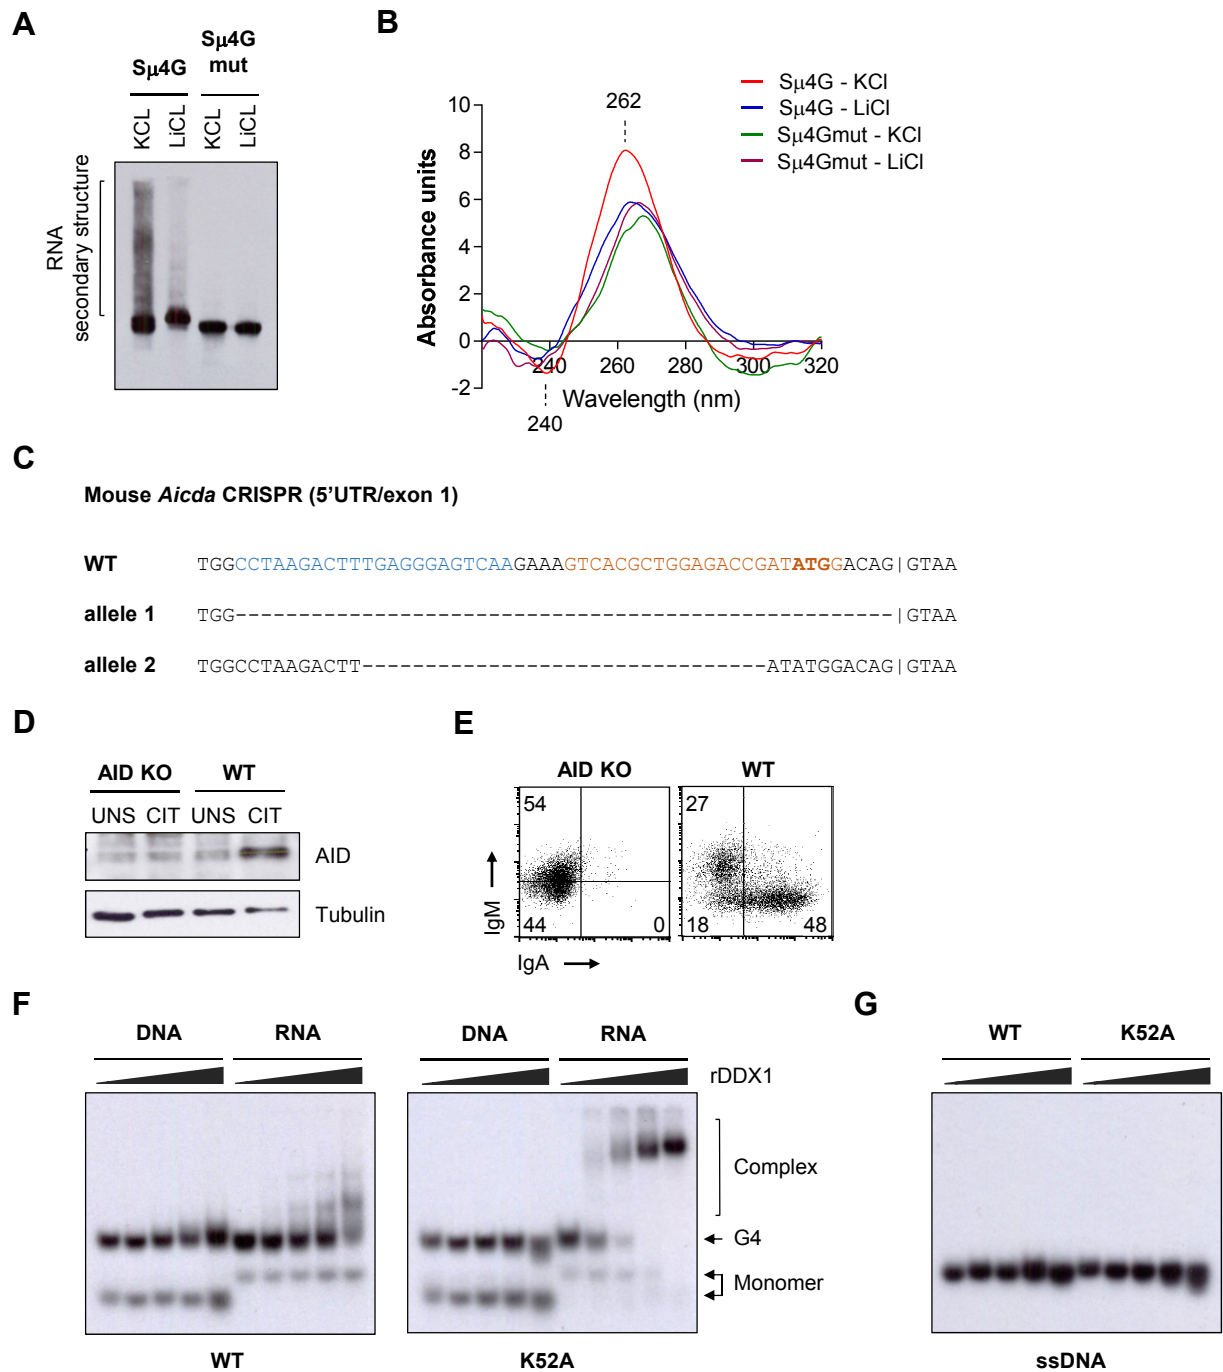 A
Sµ4G
Sµ4G
mut
KCL
LiCL
KCL
LiCL
RNA
secondary structure
B
Sµ4G - KCl
Sµ4G - LiCl
Sµ4Gmut - KCl
Sµ4Gmut - LiCl
262
10
8
6
4
2
0
-2
240
260
280
300
320
Absorbance units
Wavelength (nm)
240
C
Mouse Aicda CRISPR (5’UTR/exon 1)
WT TGGCCTAAGACTTTGAGGGAGTCAAGAAAGTCACGCTGGAGACCGATATGGACAG|GTAA
allele 1 TGG----------------------------------------------------|GTAA
allele 2 TGGCCTAAGACTT--------------------------------ATATGGACAG|GTAA
D
AID KO
WT
UNS CIT UNS CIT
AID
Tubulin
E
AID KO
WT
54
44
0
27
18
48
IgM
IgA
F
DNA
RNA
DNA
RNA
rDDX1
Complex
G4
Monomer
WT
K52A
G
WT
K52A
ssDNA